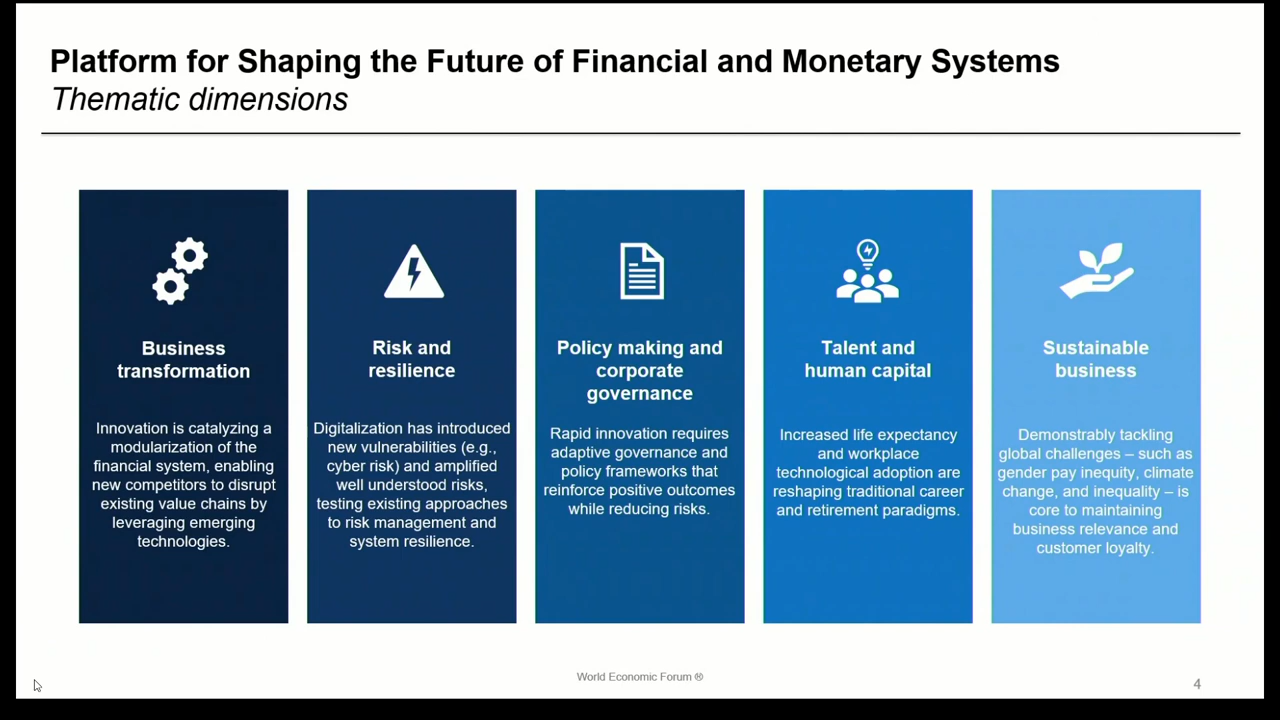 Platform for Shaping the Future of Financial and Monetary Systems
Thematic dimensions
Business
transformation
Innovation is catalyzing a
modularization of the
financial system, enabling
new competitors to disrupt
existing value chains by
leveraging emerging
technologies.
Risk and
resilience
Digitalization has introduced
new vulnerabilities (e.g.,
cyber risk) and amplified
well understood risks,
testing existing approaches
to risk management and
system resilience.
Policy making and
corporate
governance
Rapid innovation requires
adaptive governance and
policy frameworks that
reinforce positive outcomes
while reducing risks.
Talent and
human capital
Increased life expectancy
and workplace
technological adoption are
reshaping traditional career
and retirement paradigms.
Sustainable
business
Demonstrably tackling
global challenges – such as
gender pay inequity, climate
change, and inequality – is
core to maintaining
business relevance and
customer loyalty.
World Economic Forum ®
4